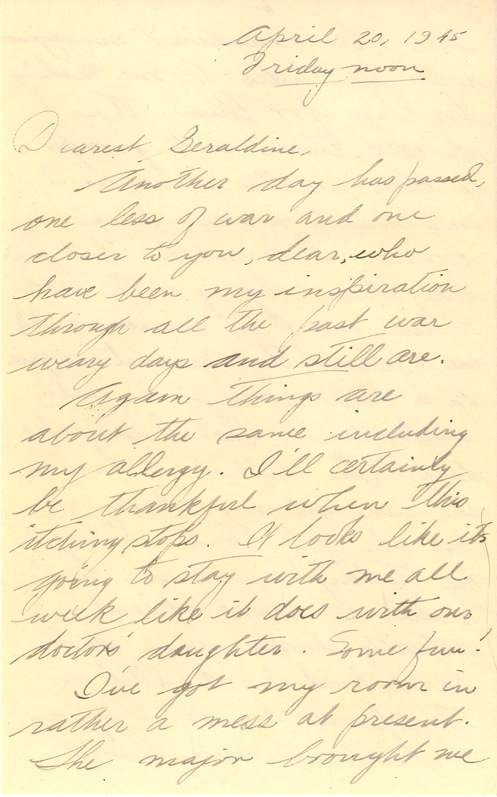 April 20, 1945
Friday noon
Dearest Geraldine,
Another day has passed,
one less of war and one
closer to you, dear, who
have been my inspiration
through all the past war
weary days and still are.
Again things are
about the same including
my allergy. I'll certainly
be thankful when this
itching stops. It looks like it's
going to stay with me all
week like it does with our
doctors' daughter. Some fun!
I've got my room in
rather a mess at present.
The major brought me